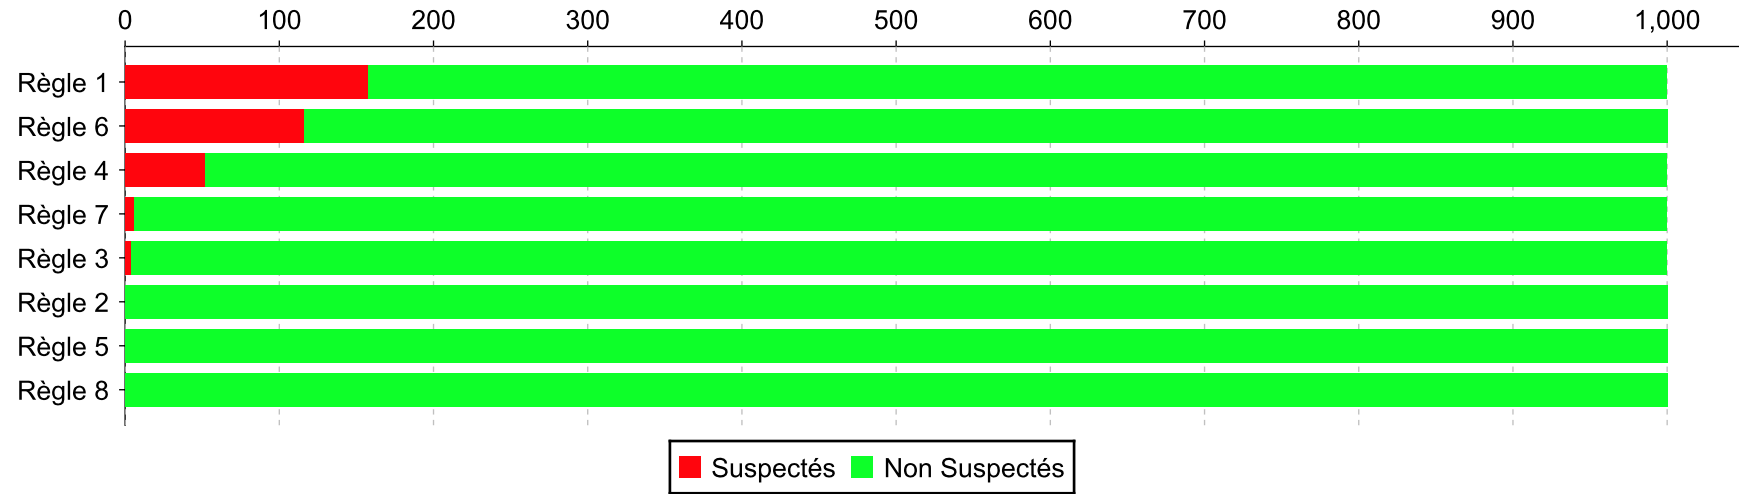 0 100 200 300 400 500 600 700 800 900 1,000
Règle 1
Règle 6
Règle 4
Règle 7
Règle 3
Règle 2
Règle 5
Règle 8
Suspectés Non Suspectés